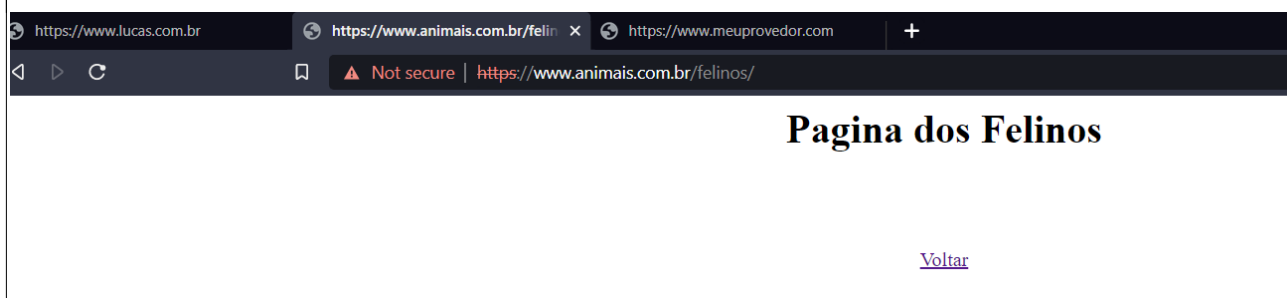 https://www.lucas.com.br
https://www.animais.com.br/felin
https://www.meuprovedor.com
Not secure | https://www.animais.com.br/felinos/
Pagina dos Felinos
Voltar